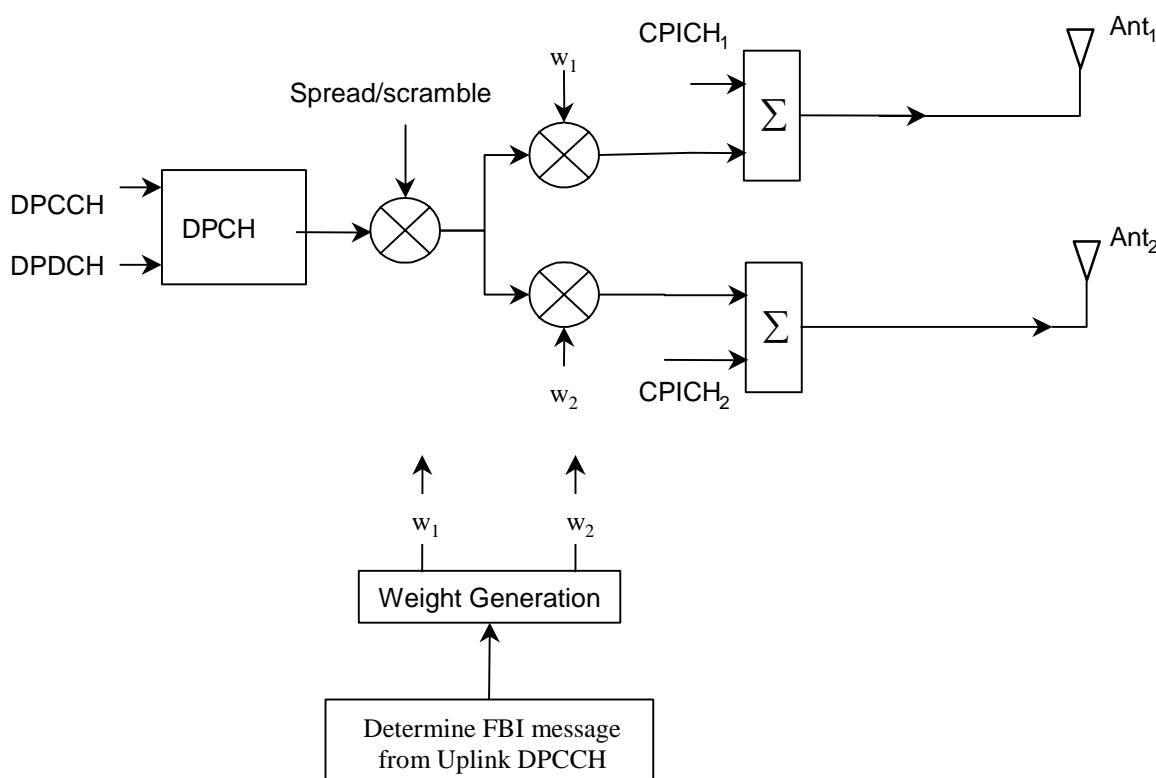 CPICH1
Ant1
w1
Spread/scramble
Σ
DPCCH
DPCH
DPDCH
Ant2
Σ
w2
CPICH2
w1
w2
Weight Generation
Determine FBI message
from Uplink DPCCH